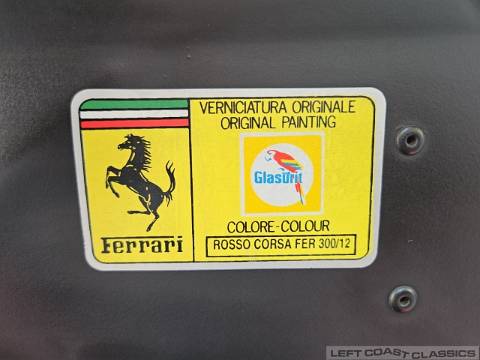 VERNICIATURA ORIGINALE
ORIGINAL PAINTING
Glasurit
COLORE-COLOUR
ROSSO CORSA FER 300/12
Ferrari
LEFT COAST CLASSICS